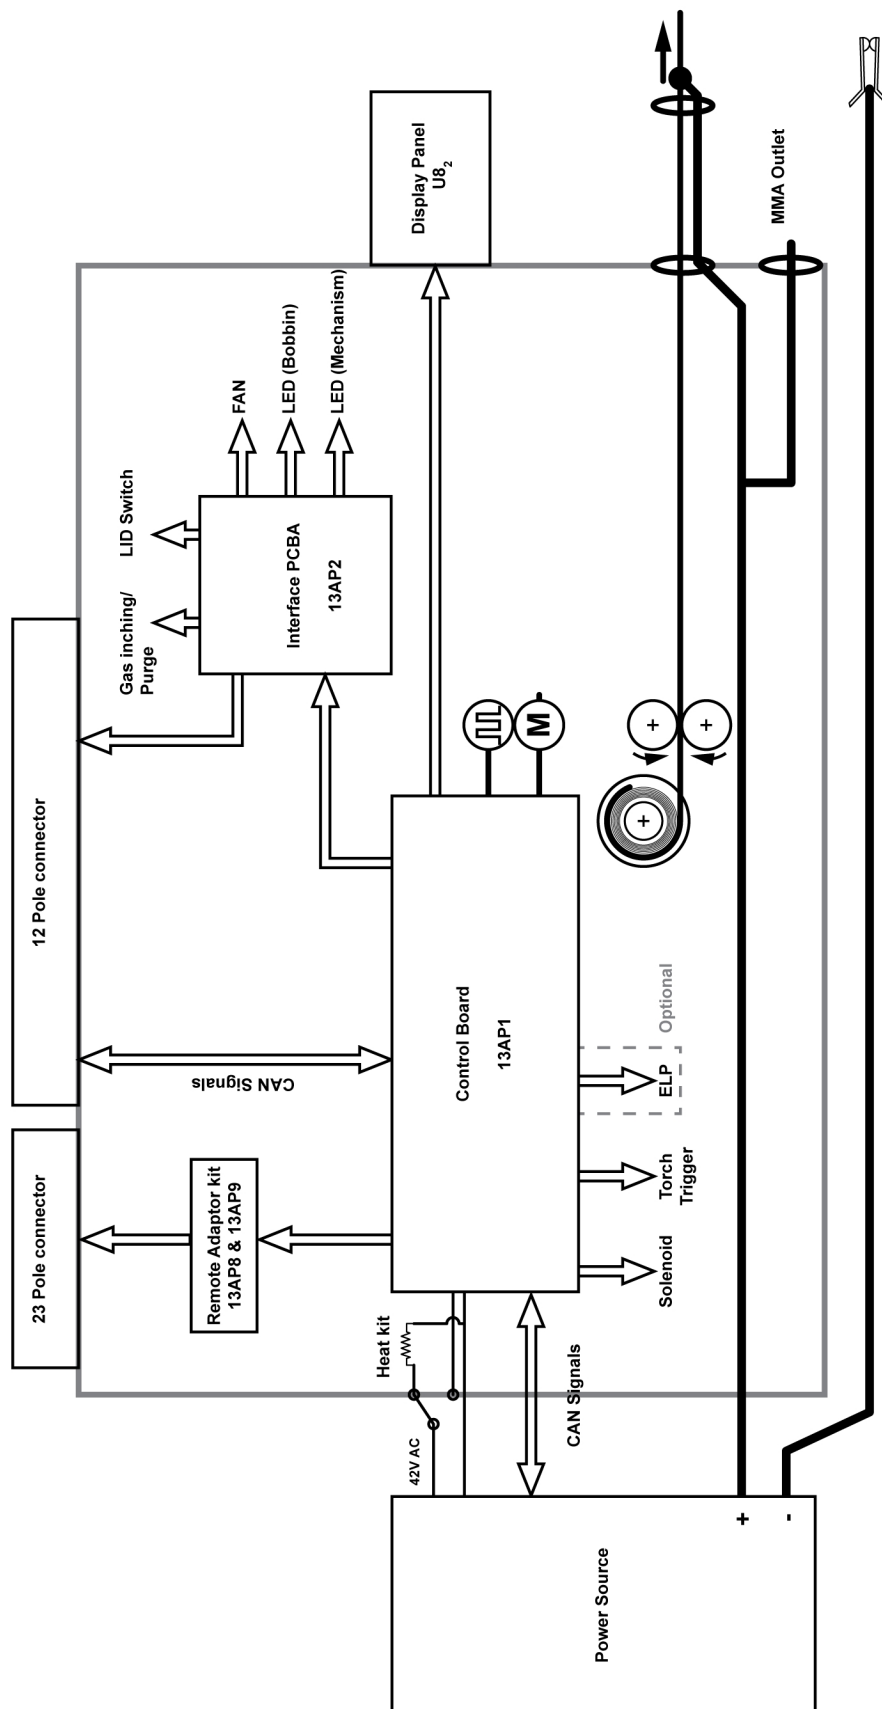 12 Pole connector
23 Pole connector
Display Panel
U8₂
FAN
LED (Bobbin)
LED (Mechanism)
LID Switch
Gas inching/
Purge
Interface PCBA
13AP2
MMA Outlet
M
+
+
+
CAN Signals
Remote Adaptor kit
13AP8 & 13AP9
Control Board
13AP1
Optional
ELP
Torch
Trigger
Solenoid
Heat kit
42V AC
CAN Signals
Power Source
+
-